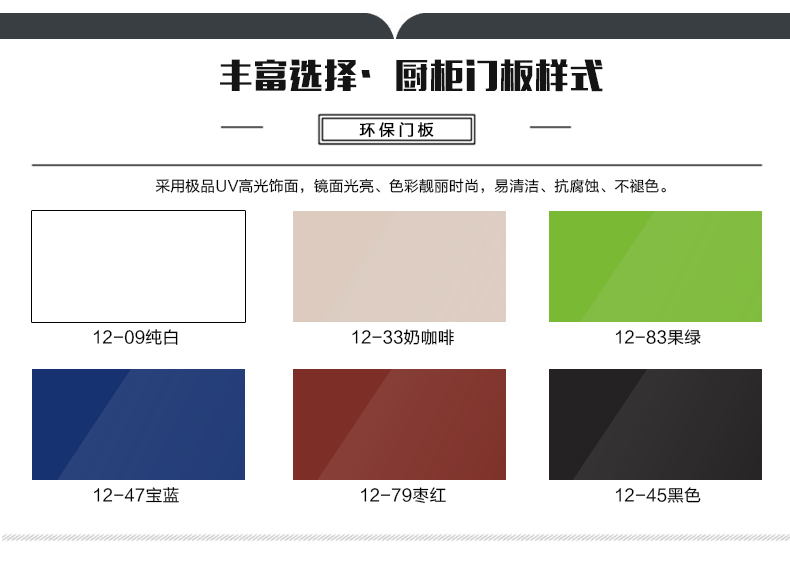 丰富选择· 厨柜门板样式
环保门板
采用极品UV高光饰面，镜面光亮、色彩靓丽时尚，易清洁、抗腐蚀、不褪色。
12-09纯白
12-33奶咖啡
12-83果绿
12-47宝蓝
12-79枣红
12-45黑色